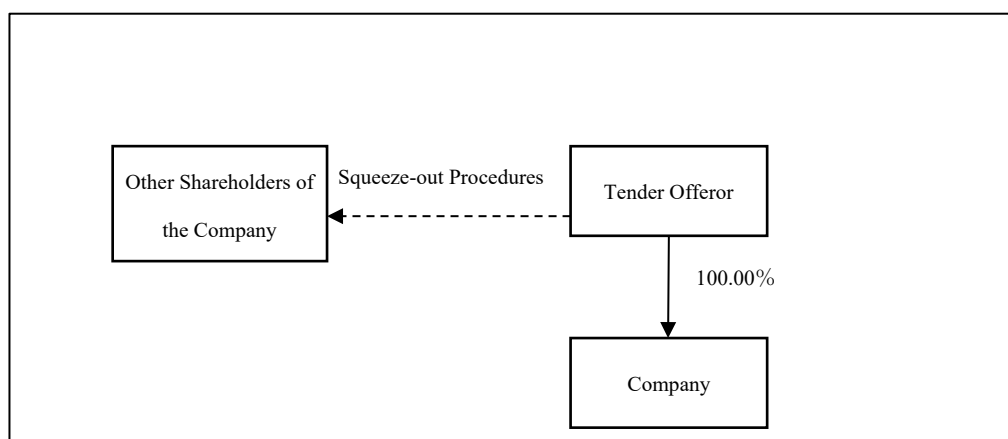 Other Shareholders of
the Company
Squeeze-out Procedures
Tender Offeror
100.00%
Company